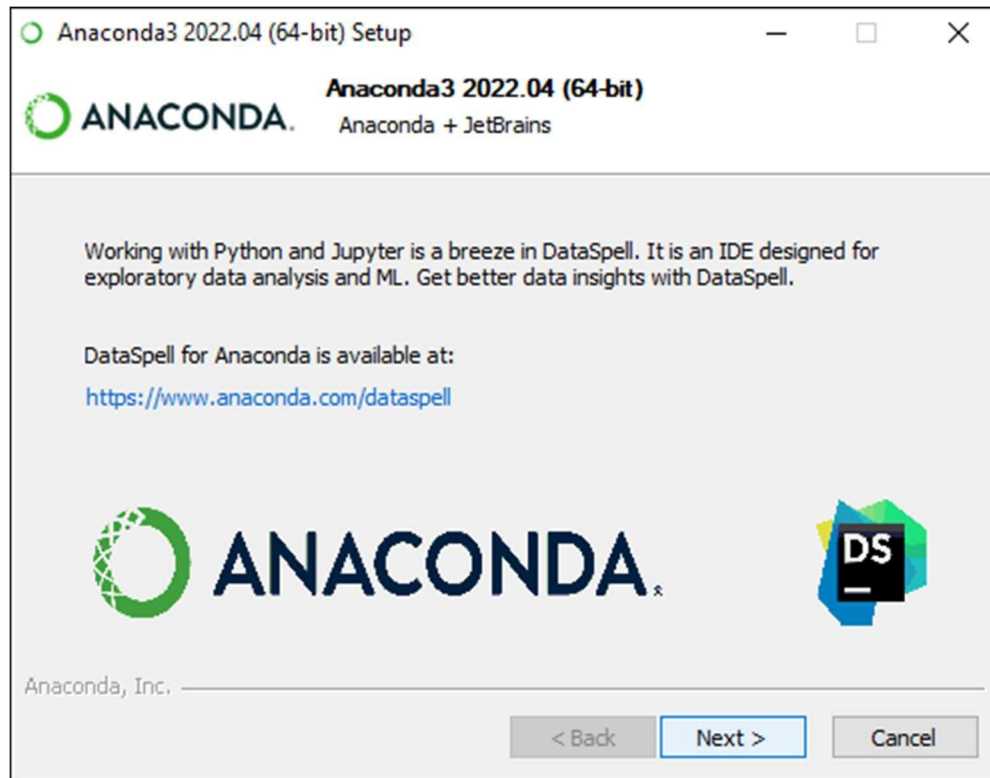 Anaconda3 2022.04 (64-bit) Setup
ANACONDA.
Anaconda3 2022.04 (64-bit)
Anaconda + JetBrains
Working with Python and Jupyter is a breeze in DataSpell. It is an IDE designed for
exploratory data analysis and ML. Get better data insights with DataSpell.
DataSpell for Anaconda is available at:
https://www.anaconda.com/dataspell
ANACONDA
DS
Anaconda, Inc.
< Back
Next >
Cancel